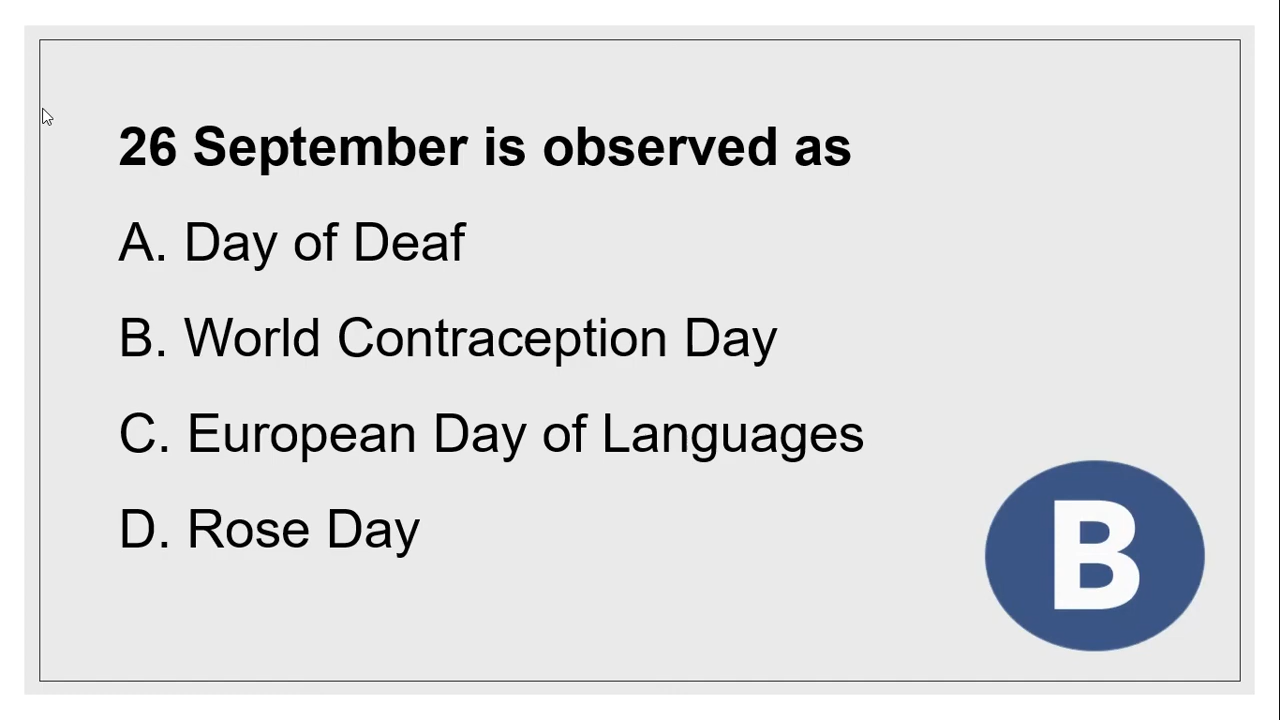 26 September is observed as
A. Day of Deaf
B. World Contraception Day
C. European Day of Languages
D. Rose Day
B